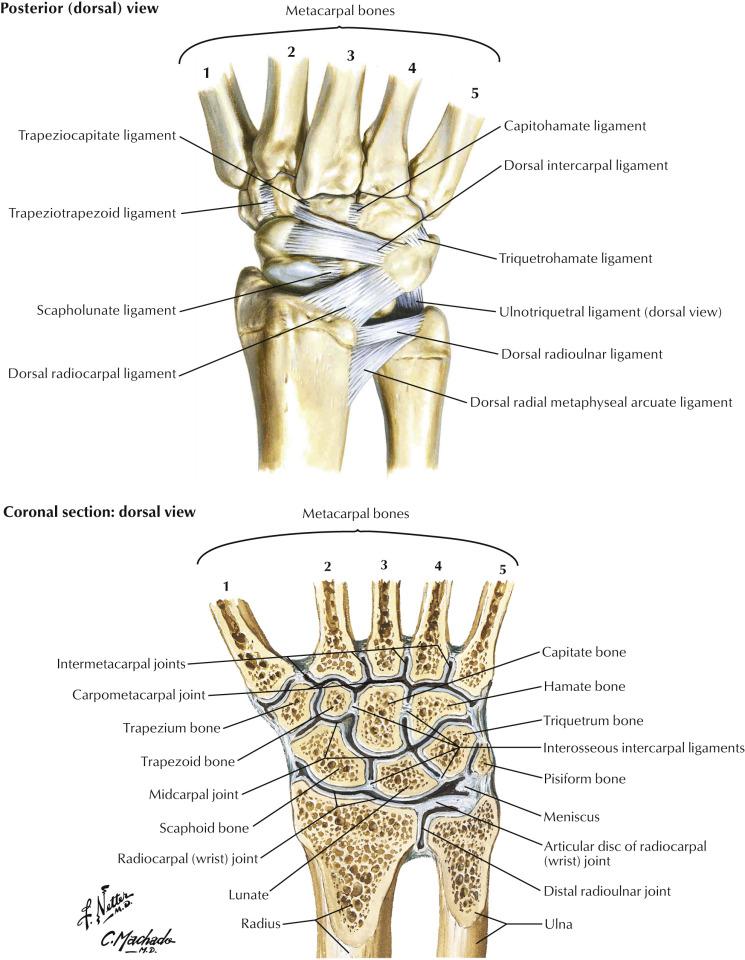 Posterior (dorsal) view
Metacarpal bones
1
2
3
4
5
Trapeziocapitate ligament
Capitohamate ligament
Dorsal intercarpal ligament
Trapeziotrapezoid ligament
Triquetrohamate ligament
Scapholunate ligament
Ulnotriquetral ligament (dorsal view)
Dorsal radioulnar ligament
Dorsal radiocarpal ligament
Dorsal radial metaphyseal arcuate ligament
Coronal section: dorsal view
Metacarpal bones
1
2
3
4
5
Intermetacarpal joints
Capitate bone
Carpometacarpal joint
Hamate bone
Trapezium bone
Triquetrum bone
Trapezoid bone
Interosseous intercarpal ligaments
Midcarpal joint
Pisiform bone
Scaphoid bone
Meniscus
Radiocarpal (wrist) joint
Articular disc of radiocarpal
(wrist) joint
Lunate
Distal radioulnar joint
Radius
Ulna
F. Netter
M.D.
C. Machado
M.D.